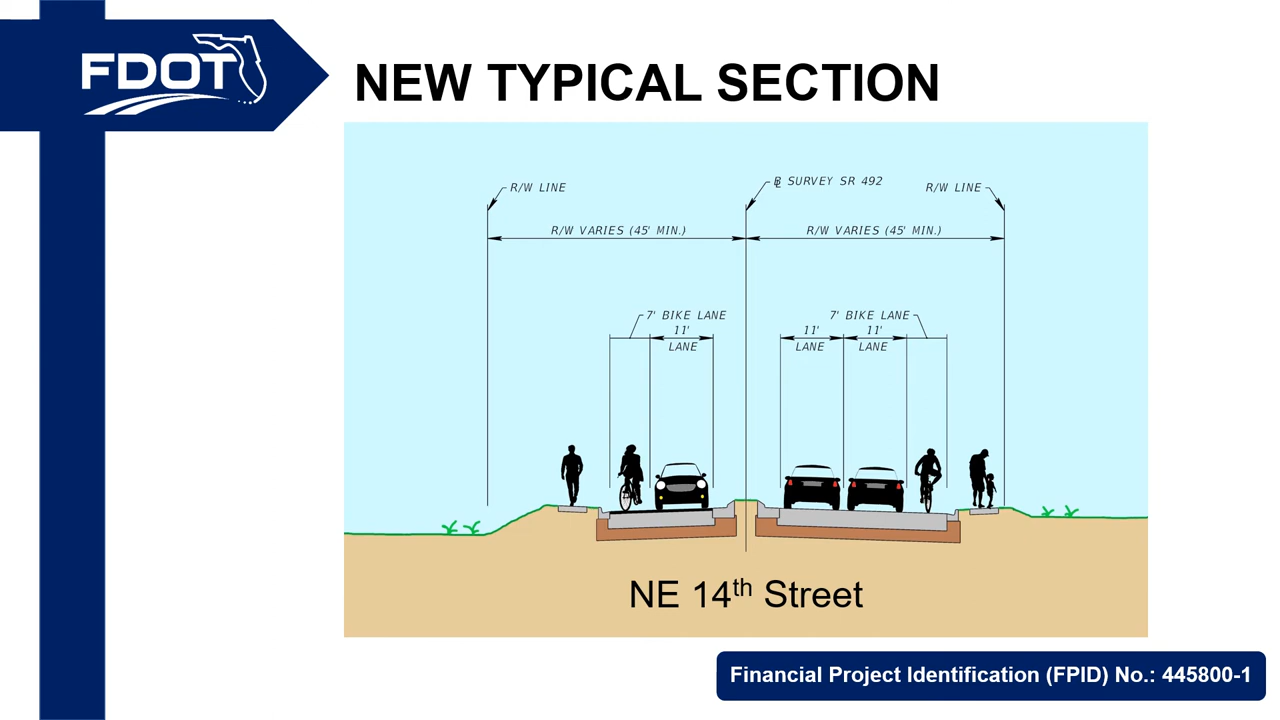 FDOT
NEW TYPICAL SECTION
R/W LINE
℄ SURVEY SR 492
R/W LINE
R/W VARIES (45' MIN.)
R/W VARIES (45' MIN.)
7' BIKE LANE
7' BIKE LANE
11'
LANE
11'
LANE
11'
LANE
NE 14th Street
Financial Project Identification (FPID) No.: 445800-1